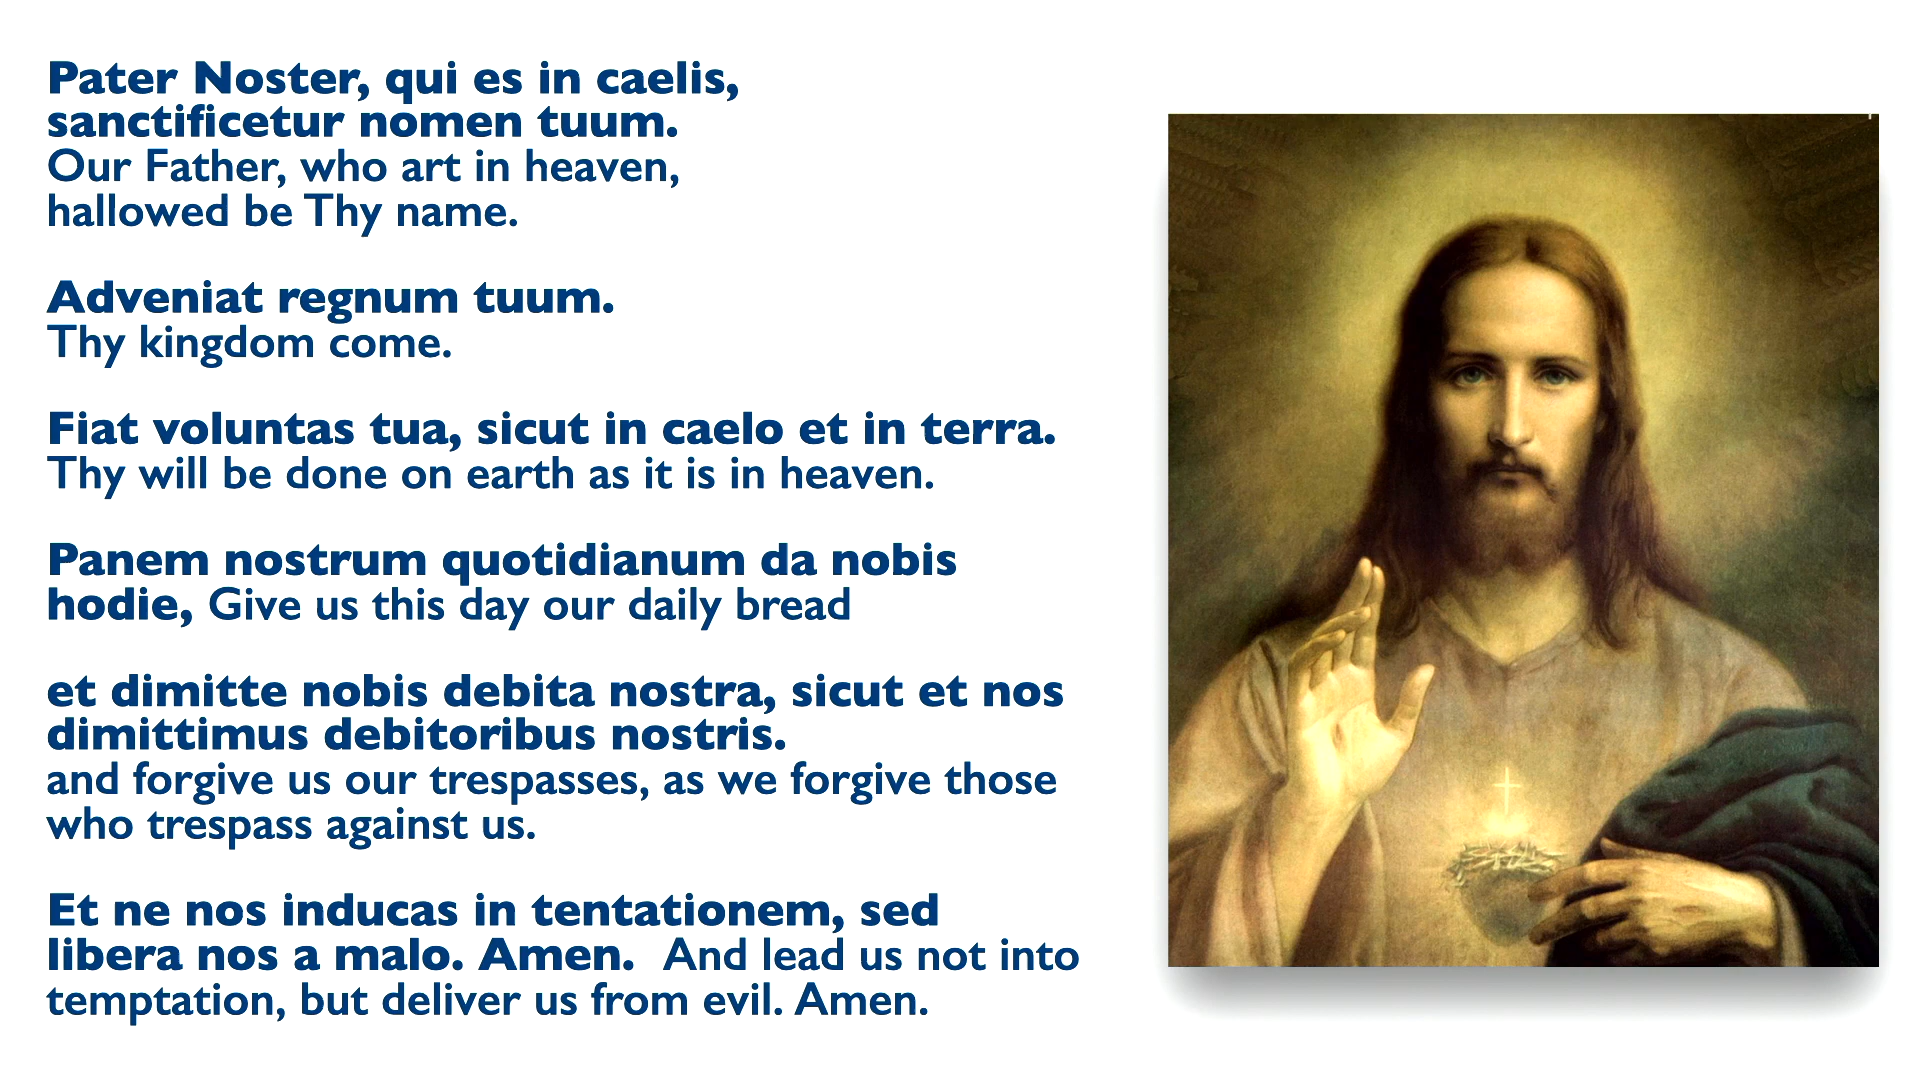 Pater Noster, qui es in caelis,
sanctificetur nomen tuum.
Our Father, who art in heaven,
hallowed be Thy name.
Adveniat regnum tuum.
Thy kingdom come.
Fiat voluntas tua, sicut in caelo et in terra.
Thy will be done on earth as it is in heaven.
Panem nostrum quotidianum da nobis
hodie, Give us this day our daily bread
et dimitte nobis debita nostra, sicut et nos
dimittimus debitoribus nostris.
and forgive us our trespasses, as we forgive those
who trespass against us.
Et ne nos inducas in tentationem, sed
libera nos a malo. Amen.  And lead us not into
temptation, but deliver us from evil. Amen.